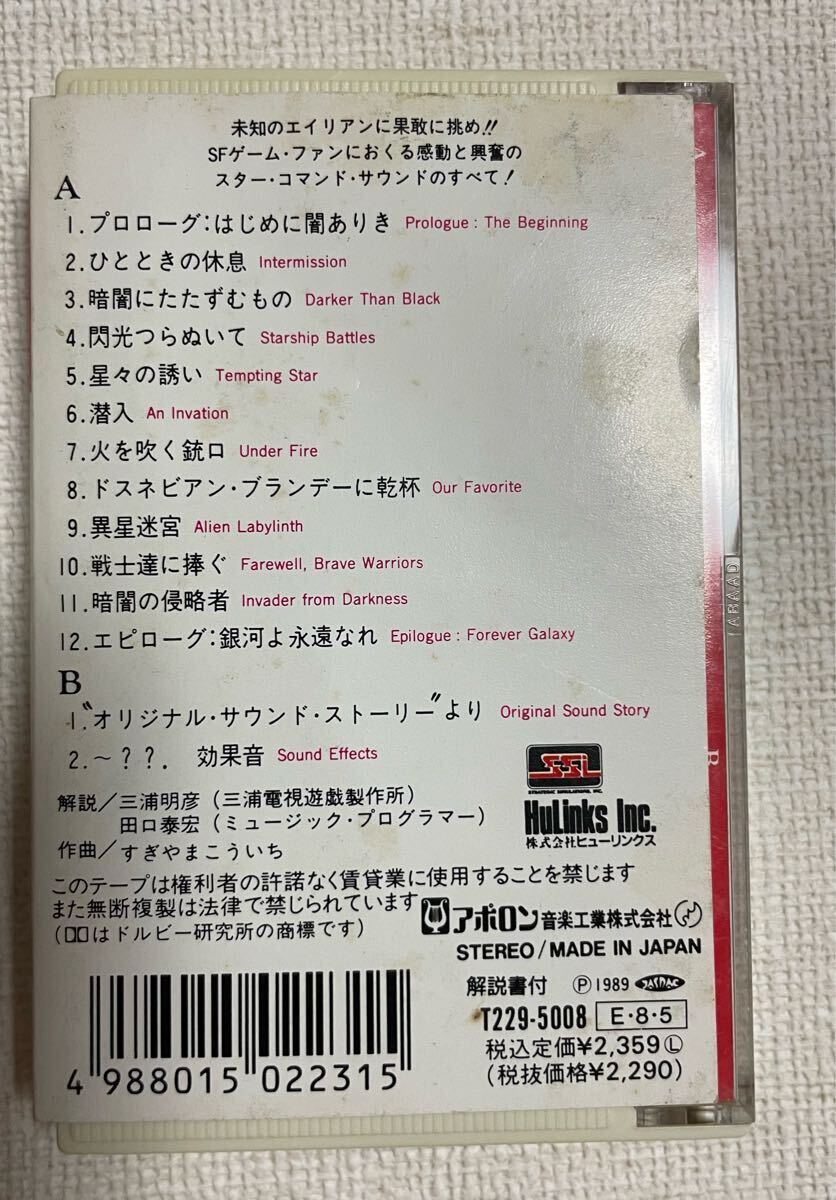 未知のエイリアンに果敢に挑め!!
SFゲーム・ファンにおくる感動と興奮の
スター・コマンド・サウンドのすべて!
A
1.プロローグ:はじめに闇ありき Prologue : The Beginning
2.ひとときの休息 Intermission
3.暗闇にたたずむもの Darker Than Black
4.閃光つらぬいて Starship Battles
5.星々の誘い Tempting Star
6.潜入 An Invation
7.火を吹く銃口 Under Fire
8.ドスネビアン・ブランデーに乾杯 Our Favorite
9.異星迷宮 Alien Labylinth
10.戦士達に捧ぐ Farewell, Brave Warriors
11.暗闇の侵略者 Invader from Darkness
12.エピローグ:銀河よ永遠なれ Epilogue : Forever Galaxy
B
1.〝オリジナル・サウンド・ストーリー〟より Original Sound Story
2.~??. 効果音 Sound Effects
解説/三浦明彦(三浦電視遊戯製作所)
田口泰宏(ミュージック・プログラマー)
作曲/すぎやまこういち
SSI
STRATEGIC SIMULATIONS, INC.
HuLinks Inc.
株式会社ヒューリンクス
このテープは権利者の許諾なく賃貸業に使用することを禁じます
また無断複製は法律で禁じられています
(□□はドルビー研究所の商標です)
アポロン音楽工業株式会社
STEREO/MADE IN JAPAN
解説書付 Ⓟ1989 JASRAC
T229-5008 E・8・5
税込定価¥2,359Ⓛ
(税抜価格¥2,290)
4 988015 022315
A
B